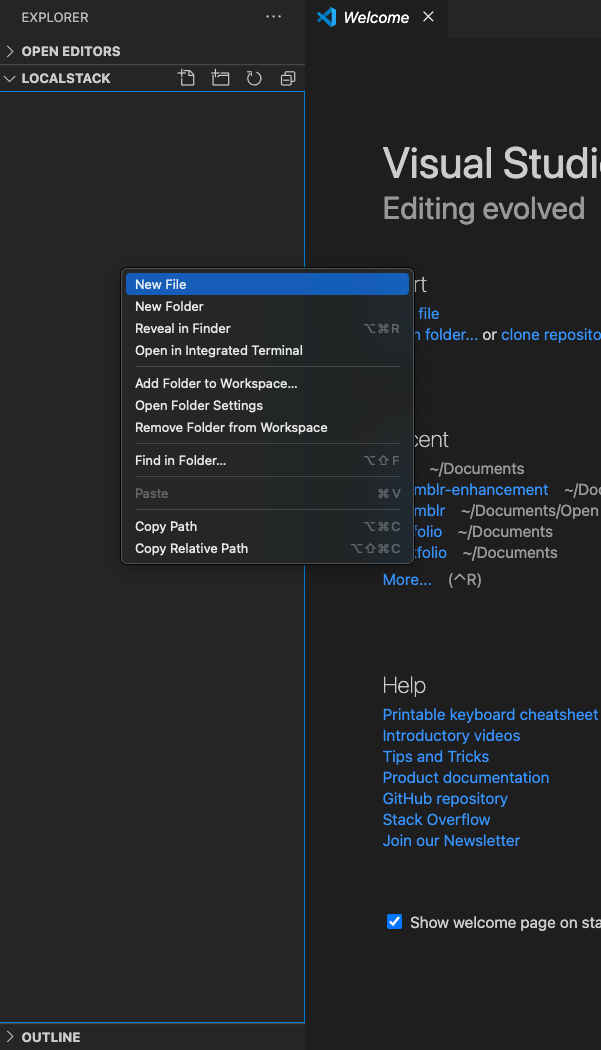 EXPLORER
···
OPEN EDITORS
LOCALSTACK
Welcome
Visual Studi
Editing evolved
rt
file
folder... or clone reposito
New File
New Folder
Reveal in Finder ⌥⌘R
Open in Integrated Terminal
Add Folder to Workspace...
Open Folder Settings
Remove Folder from Workspace
Find in Folder... ⌥⇧F
Paste ⌘V
Copy Path ⌥⌘C
Copy Relative Path ⌥⇧⌘C
cent
~/Documents
mblr-enhancement ~/Doc
mblr ~/Documents/Open
folio ~/Documents
tfolio ~/Documents
More... (^R)
Help
Printable keyboard cheatsheet
Introductory videos
Tips and Tricks
Product documentation
GitHub repository
Stack Overflow
Join our Newsletter
Show welcome page on sta
OUTLINE